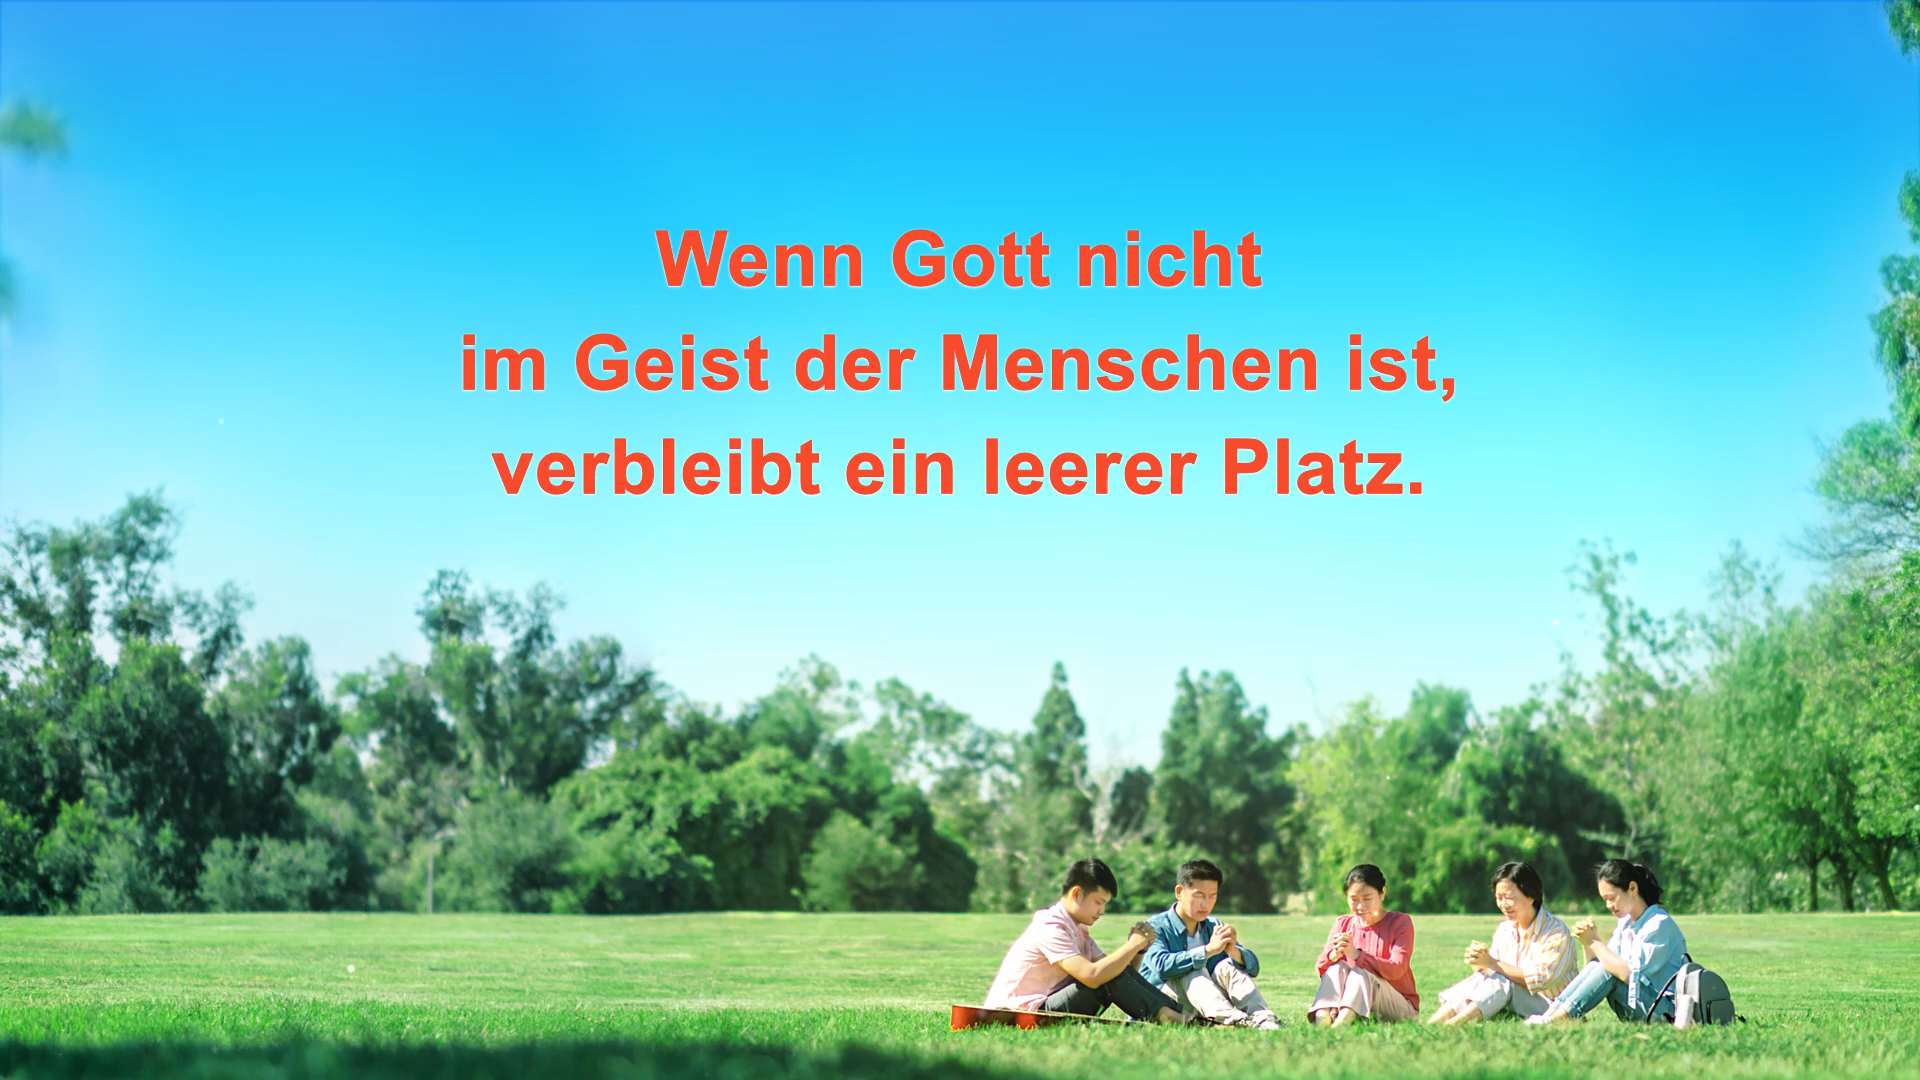 Wenn Gott nicht
im Geist der Menschen ist,
verbleibt ein leerer Platz.